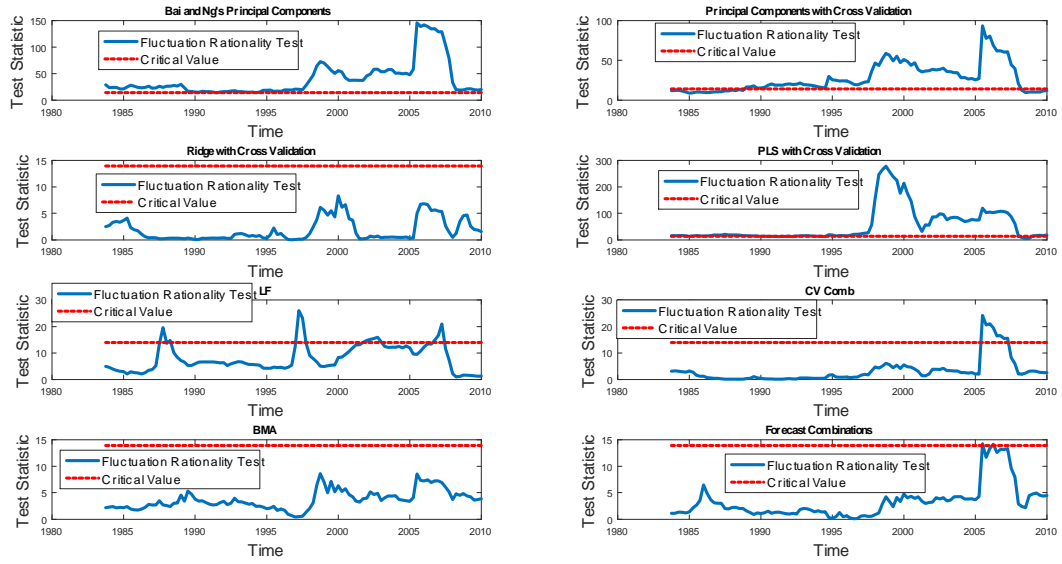 Bai and Ng's Principal Components
Test Statistic
150
100
50
0
Fluctuation Rationality Test
Critical Value
1980 1985 1990 1995 2000 2005 2010
Time
Principal Components with Cross Validation
Test Statistic
100
50
0
Fluctuation Rationality Test
Critical Value
1980 1985 1990 1995 2000 2005 2010
Time
Ridge with Cross Validation
Test Statistic
15
10
5
0
Fluctuation Rationality Test
Critical Value
1980 1985 1990 1995 2000 2005 2010
Time
PLS with Cross Validation
Test Statistic
300
200
100
0
Fluctuation Rationality Test
Critical Value
1980 1985 1990 1995 2000 2005 2010
Time
LF
Test Statistic
30
20
10
0
Fluctuation Rationality Test
Critical Value
1980 1985 1990 1995 2000 2005 2010
Time
CV Comb
Test Statistic
30
20
10
0
Fluctuation Rationality Test
Critical Value
1980 1985 1990 1995 2000 2005 2010
Time
BMA
Test Statistic
15
10
5
0
Fluctuation Rationality Test
Critical Value
1980 1985 1990 1995 2000 2005 2010
Time
Forecast Combinations
Test Statistic
15
10
5
0
Fluctuation Rationality Test
Critical Value
1980 1985 1990 1995 2000 2005 2010
Time